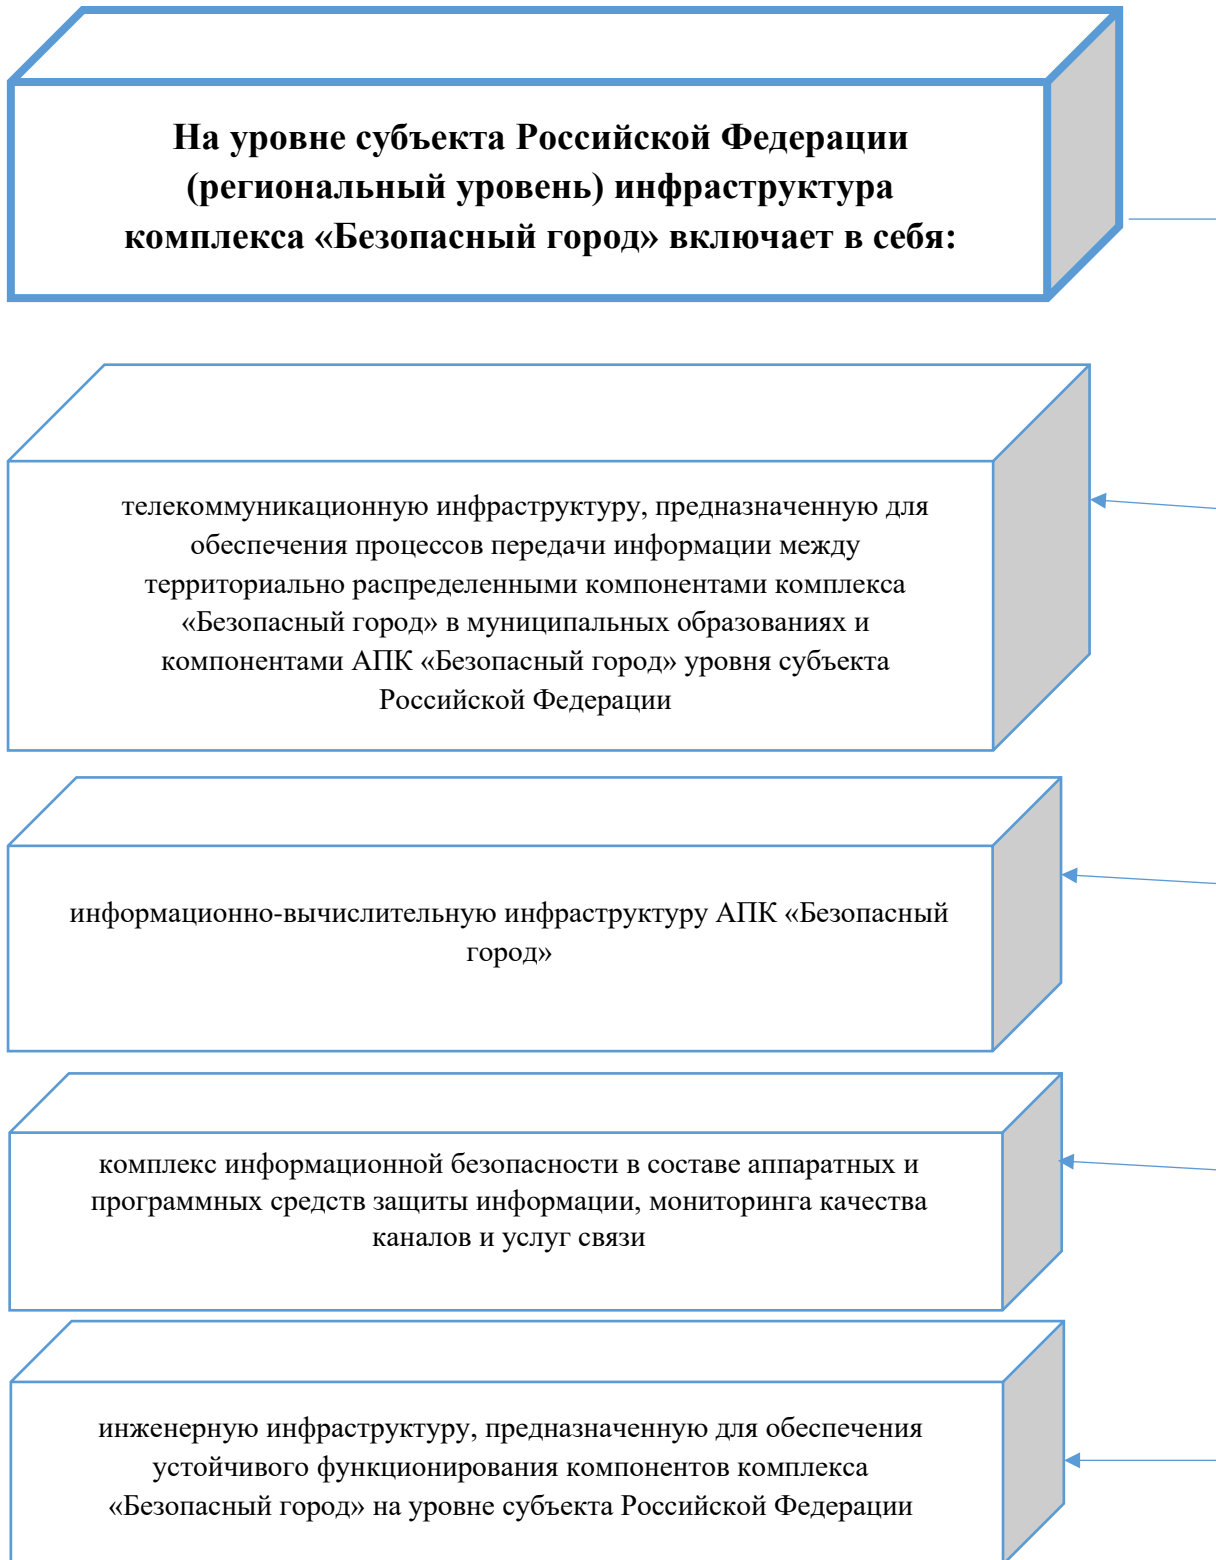 На уровне субъекта Российской Федерации
(региональный уровень) инфраструктура
комплекса «Безопасный город» включает в себя:
телекоммуникационную инфраструктуру, предназначенную для
обеспечения процессов передачи информации между
территориально распределенными компонентами комплекса
«Безопасный город» в муниципальных образованиях и
компонентами АПК «Безопасный город» уровня субъекта
Российской Федерации
информационно-вычислительную инфраструктуру АПК «Безопасный
город»
комплекс информационной безопасности в составе аппаратных и
программных средств защиты информации, мониторинга качества
каналов и услуг связи
инженерную инфраструктуру, предназначенную для обеспечения
устойчивого функционирования компонентов комплекса
«Безопасный город» на уровне субъекта Российской Федерации